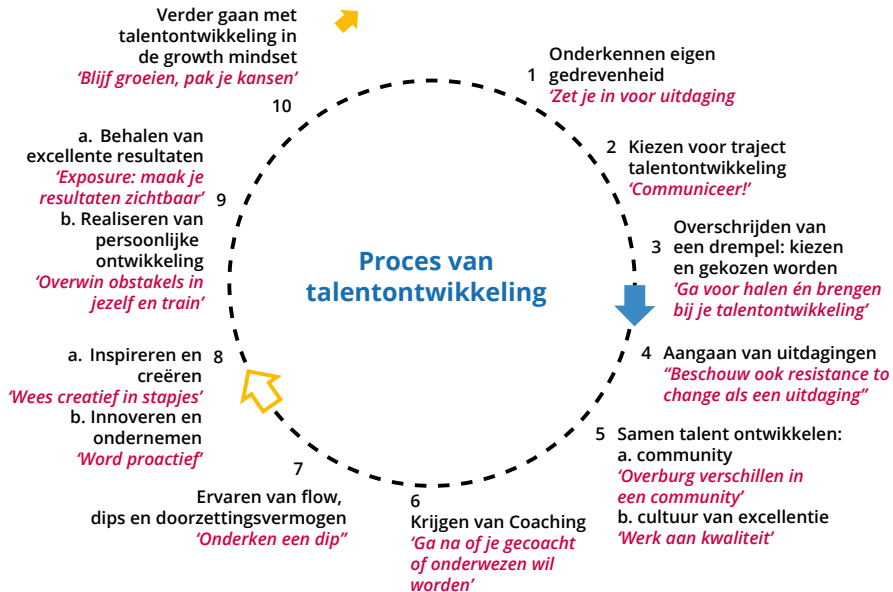 Proces van
talentontwikkeling
1
Onderkennen eigen
gedrevenheid
‘Zet je in voor uitdaging
2 Kiezen voor traject
talentontwikkeling
‘Communiceer!’
Overschrijden van
3 een drempel: kiezen
en gekozen worden
‘Ga voor halen én brengen
bij je talentontwikkeling’
4 Aangaan van uitdagingen
“Beschouw ook resistance to
change als een uitdaging”
5 Samen talent ontwikkelen:
a. community
‘Overburg verschillen in
een community’
b. cultuur van excellentie
‘Werk aan kwaliteit’
6
Krijgen van Coaching
‘Ga na of je gecoacht
of onderwezen wil
worden’
7
Ervaren van flow,
dips en doorzettingsvermogen
‘Onderken een dip”
a. Inspireren en 8
creëren
‘Wees creatief in stapjes’
b. Innoveren en
ondernemen
‘Word proactief’
a. Behalen van
excellente resultaten
‘Exposure: maak je
resultaten zichtbaar’ 9
b. Realiseren van
persoonlijke
ontwikkeling
‘Overwin obstakels in
jezelf en train’
Verder gaan met
talentontwikkeling in
de growth mindset
‘Blijf groeien, pak je kansen’
10